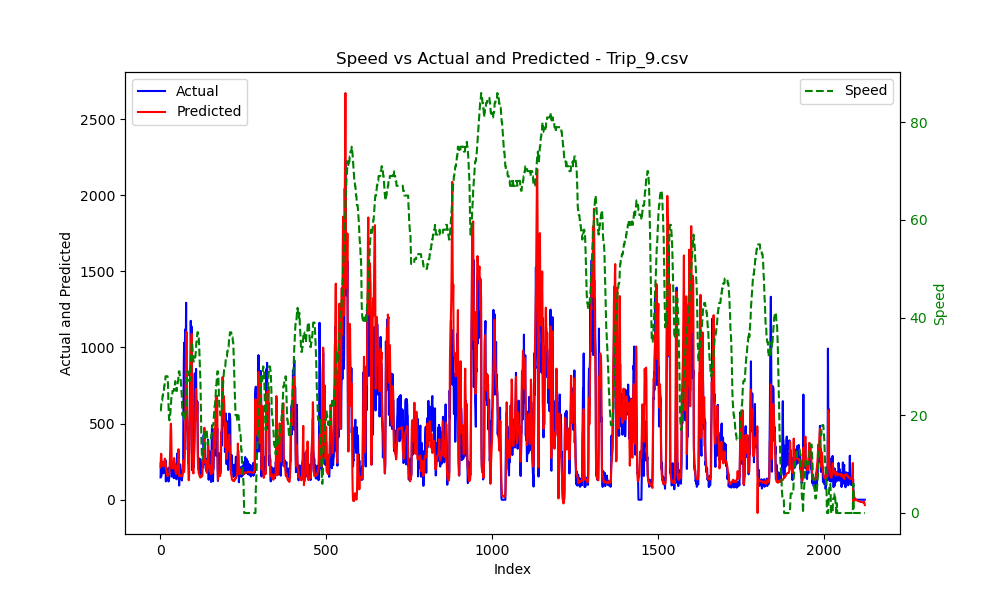 Speed vs Actual and Predicted - Trip_9.csv
Actual
Predicted
Speed
Actual and Predicted
2500
2000
1500
1000
500
0
80
60
40
20
0
Speed
0
500
1000
1500
2000
Index